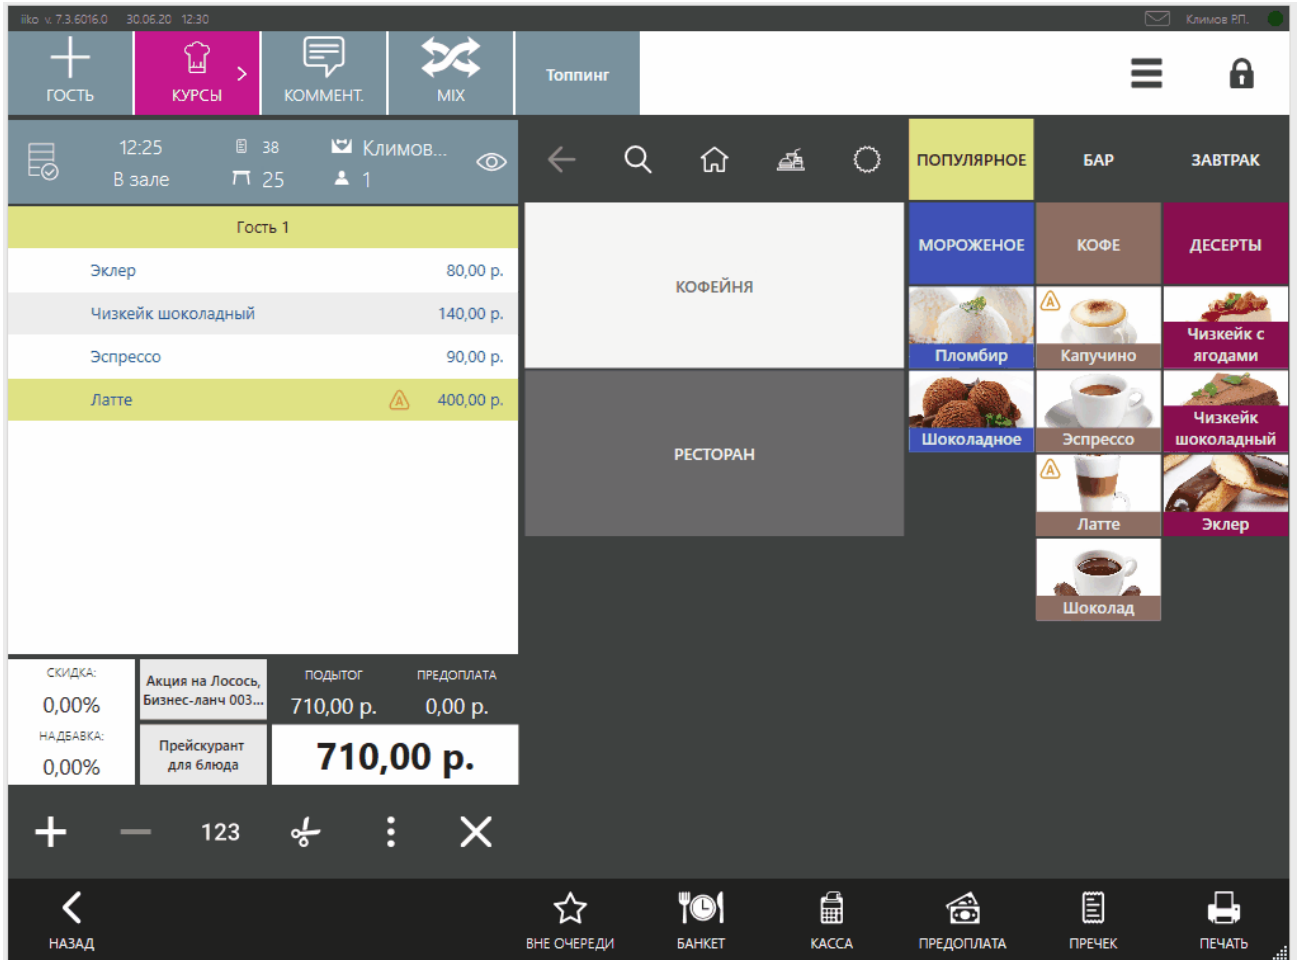 iiko v. 7.3.6016.0 30.06.20 12:30 Климов Р.П.
ГОСТЬ КУРСЫ КОММЕНТ. MIX Топпинг
12:25 38 Климов...
В зале 25 1
ПОПУЛЯРНОЕ БАР ЗАВТРАК
Гость 1
Эклер 80,00 р.
Чизкейк шоколадный 140,00 р.
Эспрессо 90,00 р.
Латте A 400,00 р.
КОФЕЙНЯ
РЕСТОРАН
МОРОЖЕНОЕ КОФЕ ДЕСЕРТЫ
Пломбир
A
Капучино
Чизкейк с
ягодами
Шоколадное
Эспрессо
Чизкейк
шоколадный
A
Латте
Эклер
Шоколад
СКИДКА:
0,00%
НАДБАВКА:
0,00%
Акция на Лосось,
Бизнес-ланч 003...
Прейскурант
для блюда
ПОДЫТОГ ПРЕДОПЛАТА
710,00 р. 0,00 р.
710,00 р.
123
НАЗАД ВНЕ ОЧЕРЕДИ БАНКЕТ КАССА ПРЕДОПЛАТА ПРЕЧЕК ПЕЧАТЬ